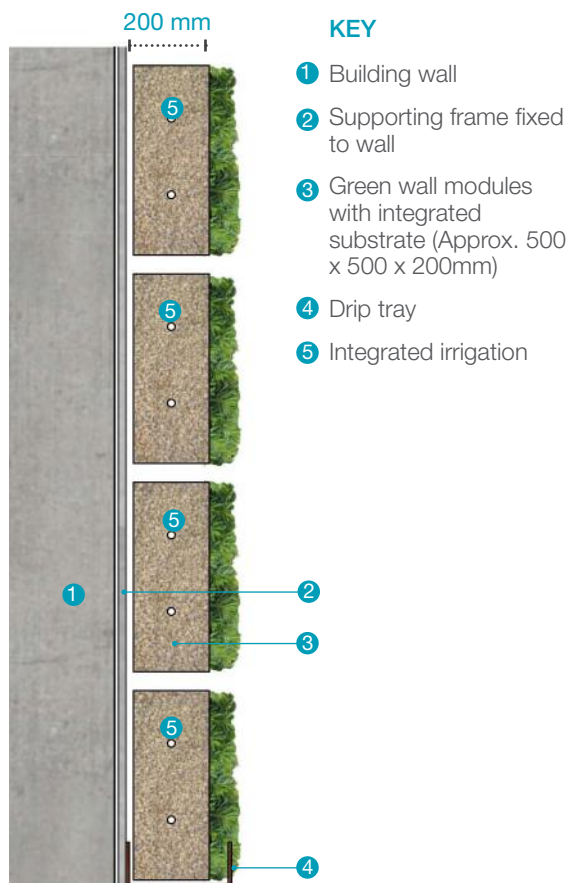 200 mm
KEY
1 Building wall
2 Supporting frame fixed
to wall
3 Green wall modules
with integrated
substrate (Approx. 500
x 500 x 200mm)
4 Drip tray
5 Integrated irrigation
5
5
5
1
2
3
5
4